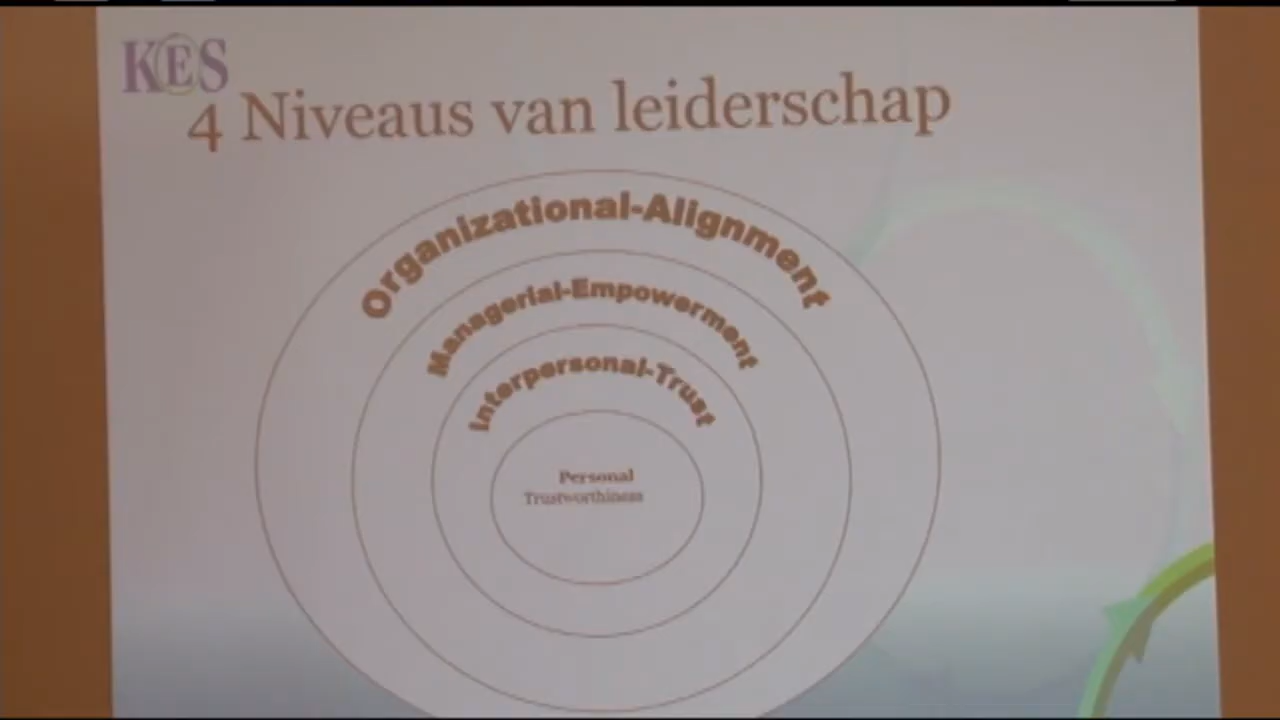 KES
4 Niveaus van leiderschap
Organizational-Alignment
Managerial-Empowerment
Interpersonal-Trust
Personal
Trustworthiness